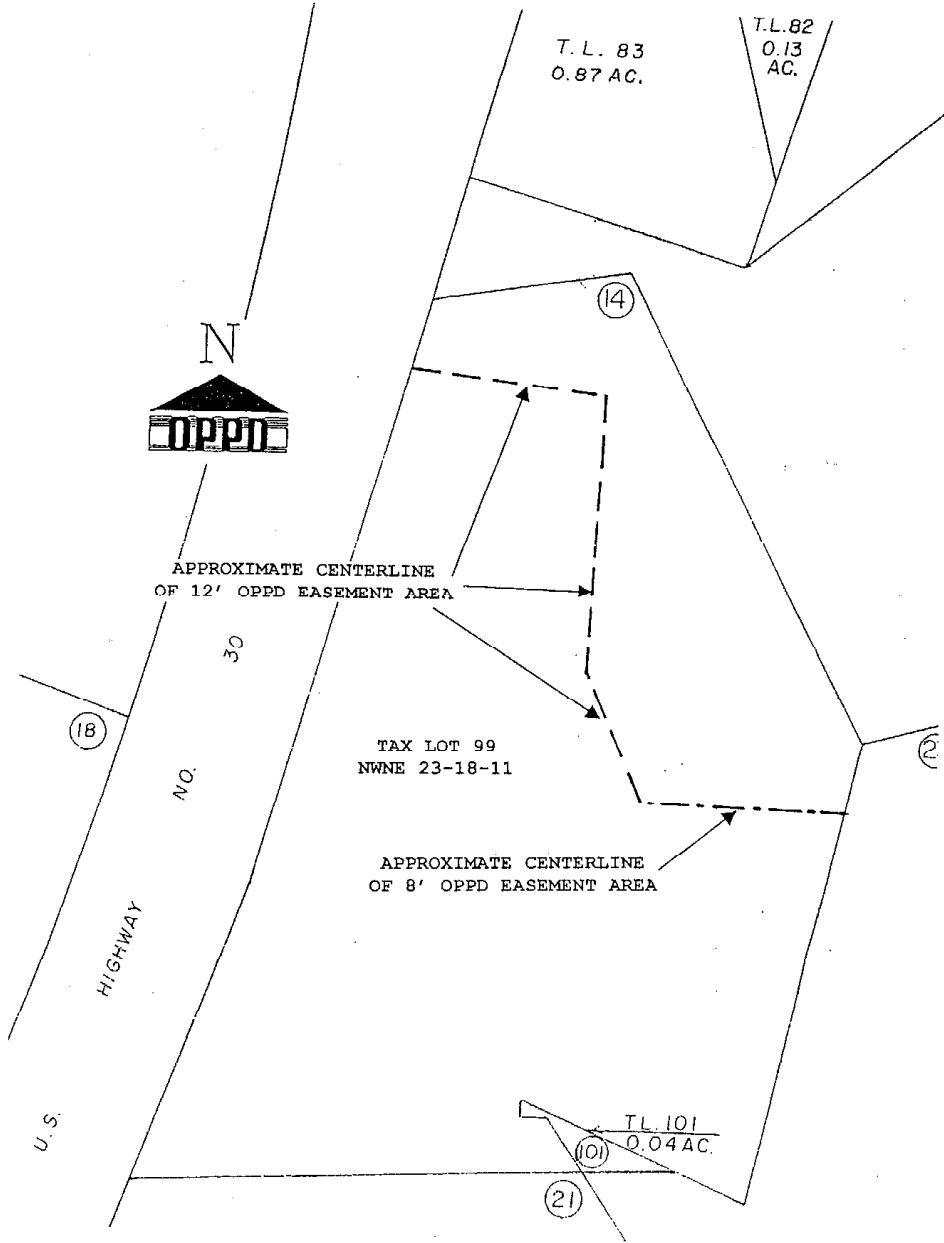 T.L. 83
0.87 AC.
T.L.82
0.13
AC.
14
N
OPPD
APPROXIMATE CENTERLINE
OF 12' OPPD EASEMENT AREA
18
TAX LOT 99
NWNE 23-18-11
APPROXIMATE CENTERLINE
OF 8' OPPD EASEMENT AREA
U.S. HIGHWAY NO. 30
T.L.101
0.04 AC.
101
21